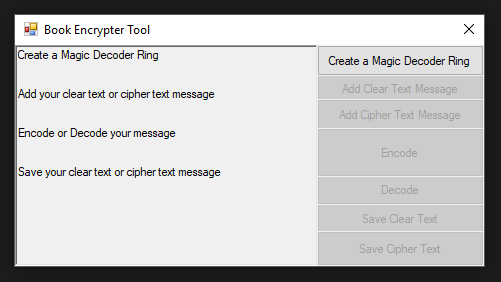 Book Encrypter Tool
Create a Magic Decoder Ring
Add your clear text or cipher text message
Encode or Decode your message
Save your clear text or cipher text message
Create a Magic Decoder Ring
Add Clear Text Message
Add Cipher Text Message
Encode
Decode
Save Clear Text
Save Cipher Text